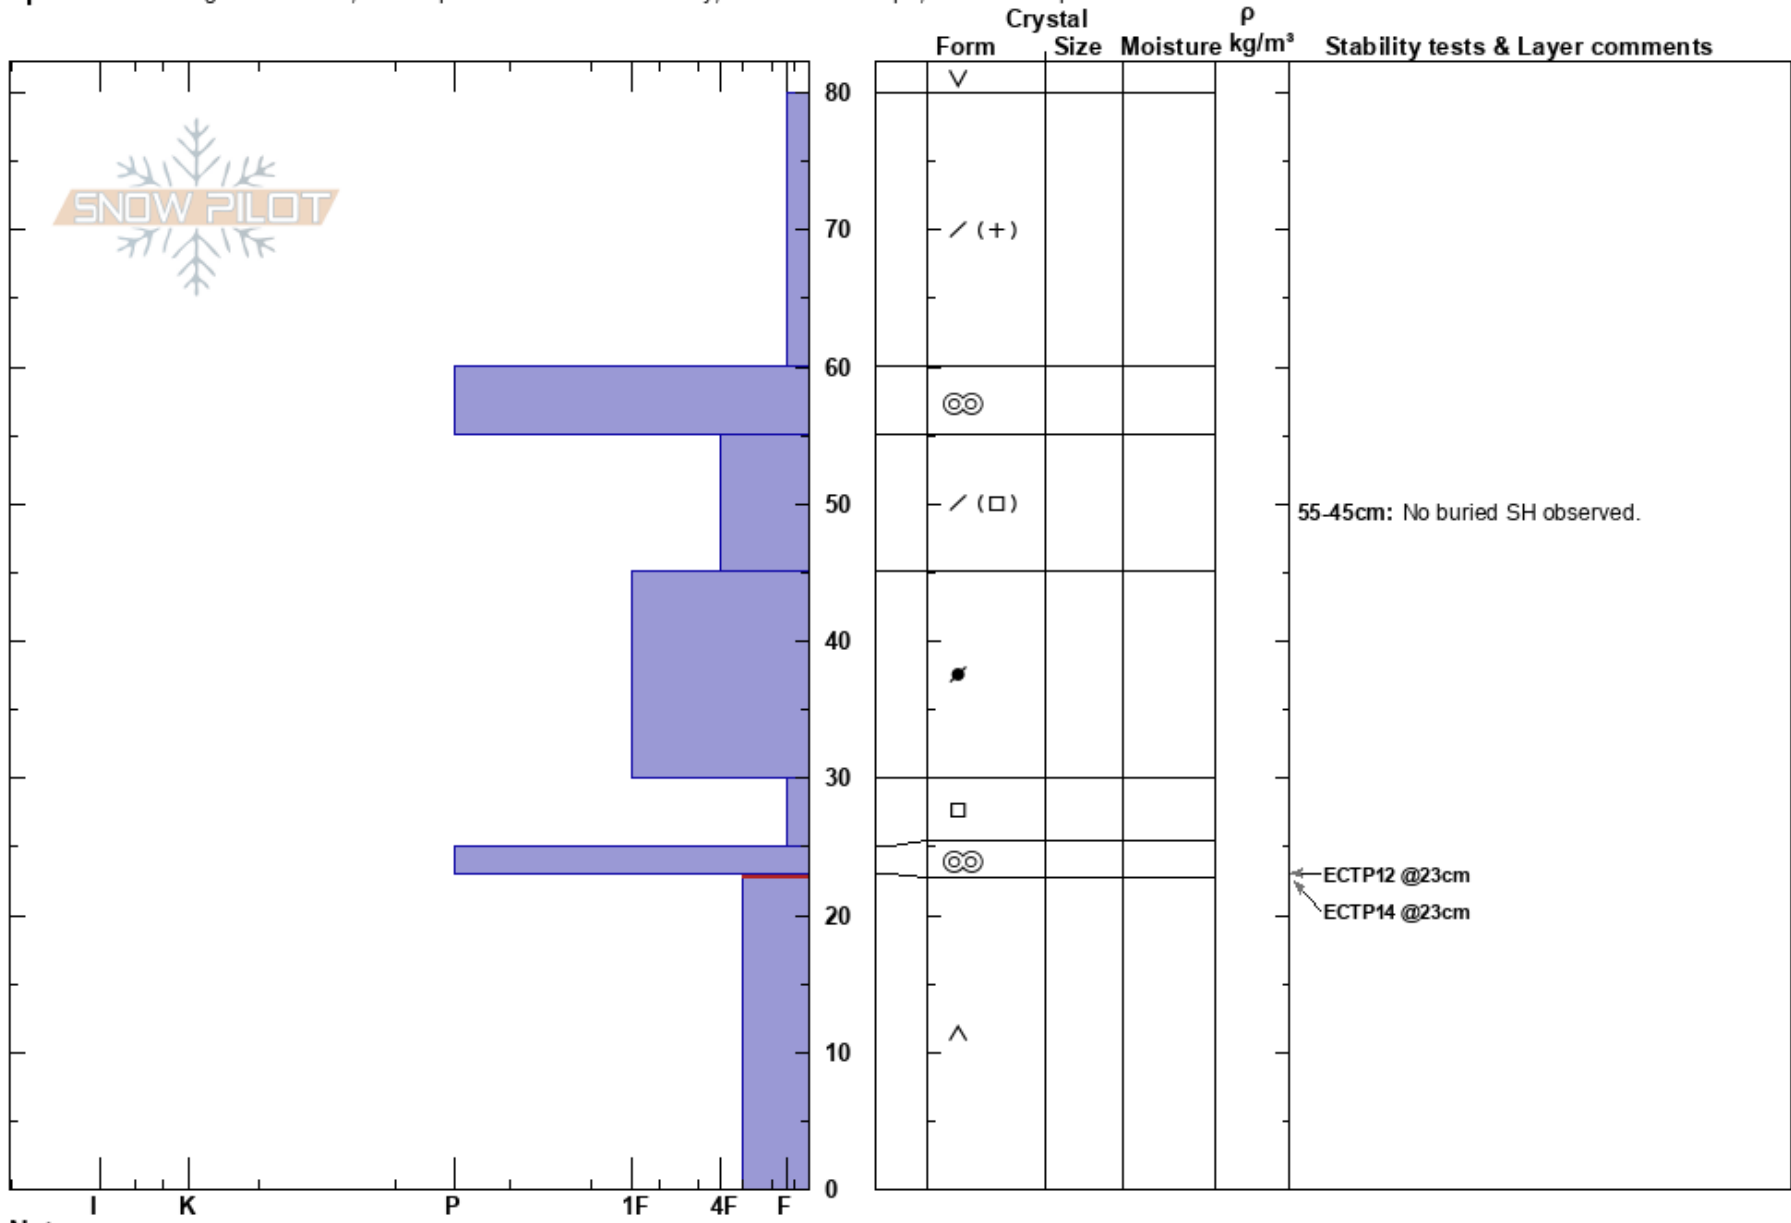 Crystal
ρ
Form Size Moisture kg/m³ Stability tests & Layer comments
80
SNOW PILOT
70
(+)
60
50
55-45cm: No buried SH observed.
40
30
ECTP12 @23cm
20
ECTP14 @23cm
10
0
I K P 1F 4F F